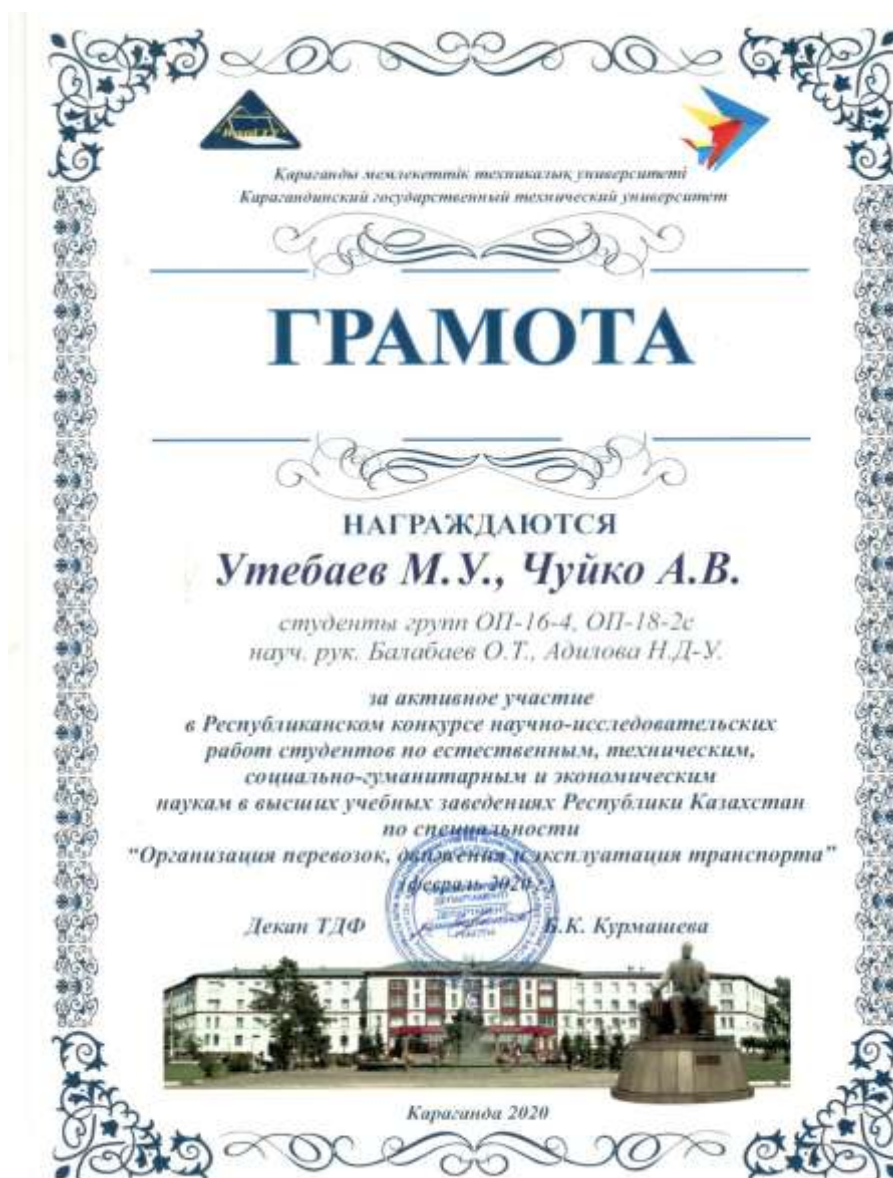 Қарағанды мемлекеттік техникалық университеті
Карагандинский государственный технический университет
ГРАМОТА
НАГРАЖДАЮТСЯ
Утебаев М.У., Чуйко А.В.
студенты групп ОП-16-4, ОП-18-2с
науч. рук. Балабаев О.Т., Адилова Н.Д-У.
за активное участие
в Республиканском конкурсе научно-исследовательских
работ студентов по естественным, техническим,
социально-гуманитарным и экономическим
наукам в высших учебных заведениях Республики Казахстан
по специальности
"Организация перевозок, движения и эксплуатация транспорта"
(февраль 2020 г.)
Декан ТДФ Б.К. Курмашева
ДЕПАРТАМЕНТІ
ДЕПАРТАМЕНТ
Караганда 2020